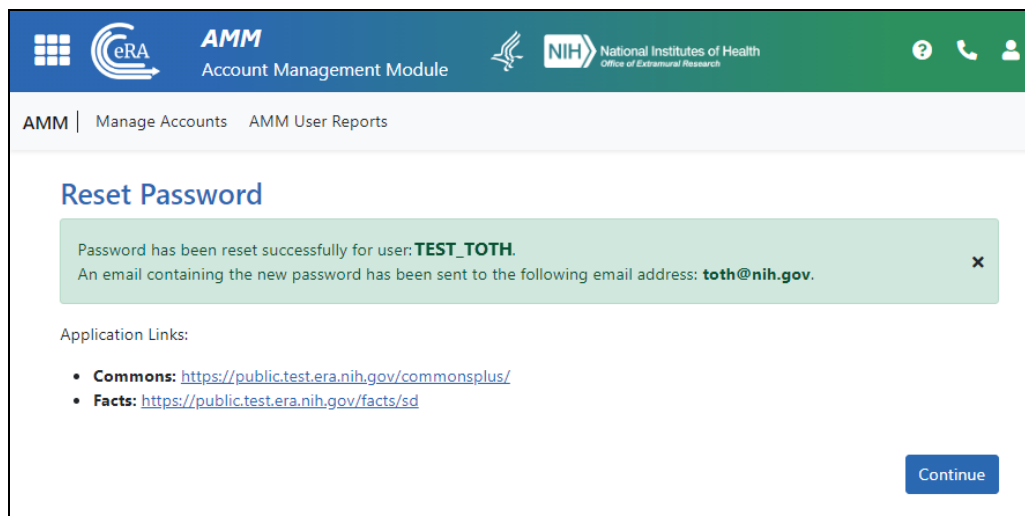 eRA
AMM
Account Management Module
NIH National Institutes of Health
Office of Extramural Research
AMM | Manage Accounts AMM User Reports
Reset Password
Password has been reset successfully for user: TEST_TOTH.
An email containing the new password has been sent to the following email address: toth@nih.gov.
Application Links:
• Commons: https://public.test.era.nih.gov/commonsplus/
• Facts: https://public.test.era.nih.gov/facts/sd
Continue